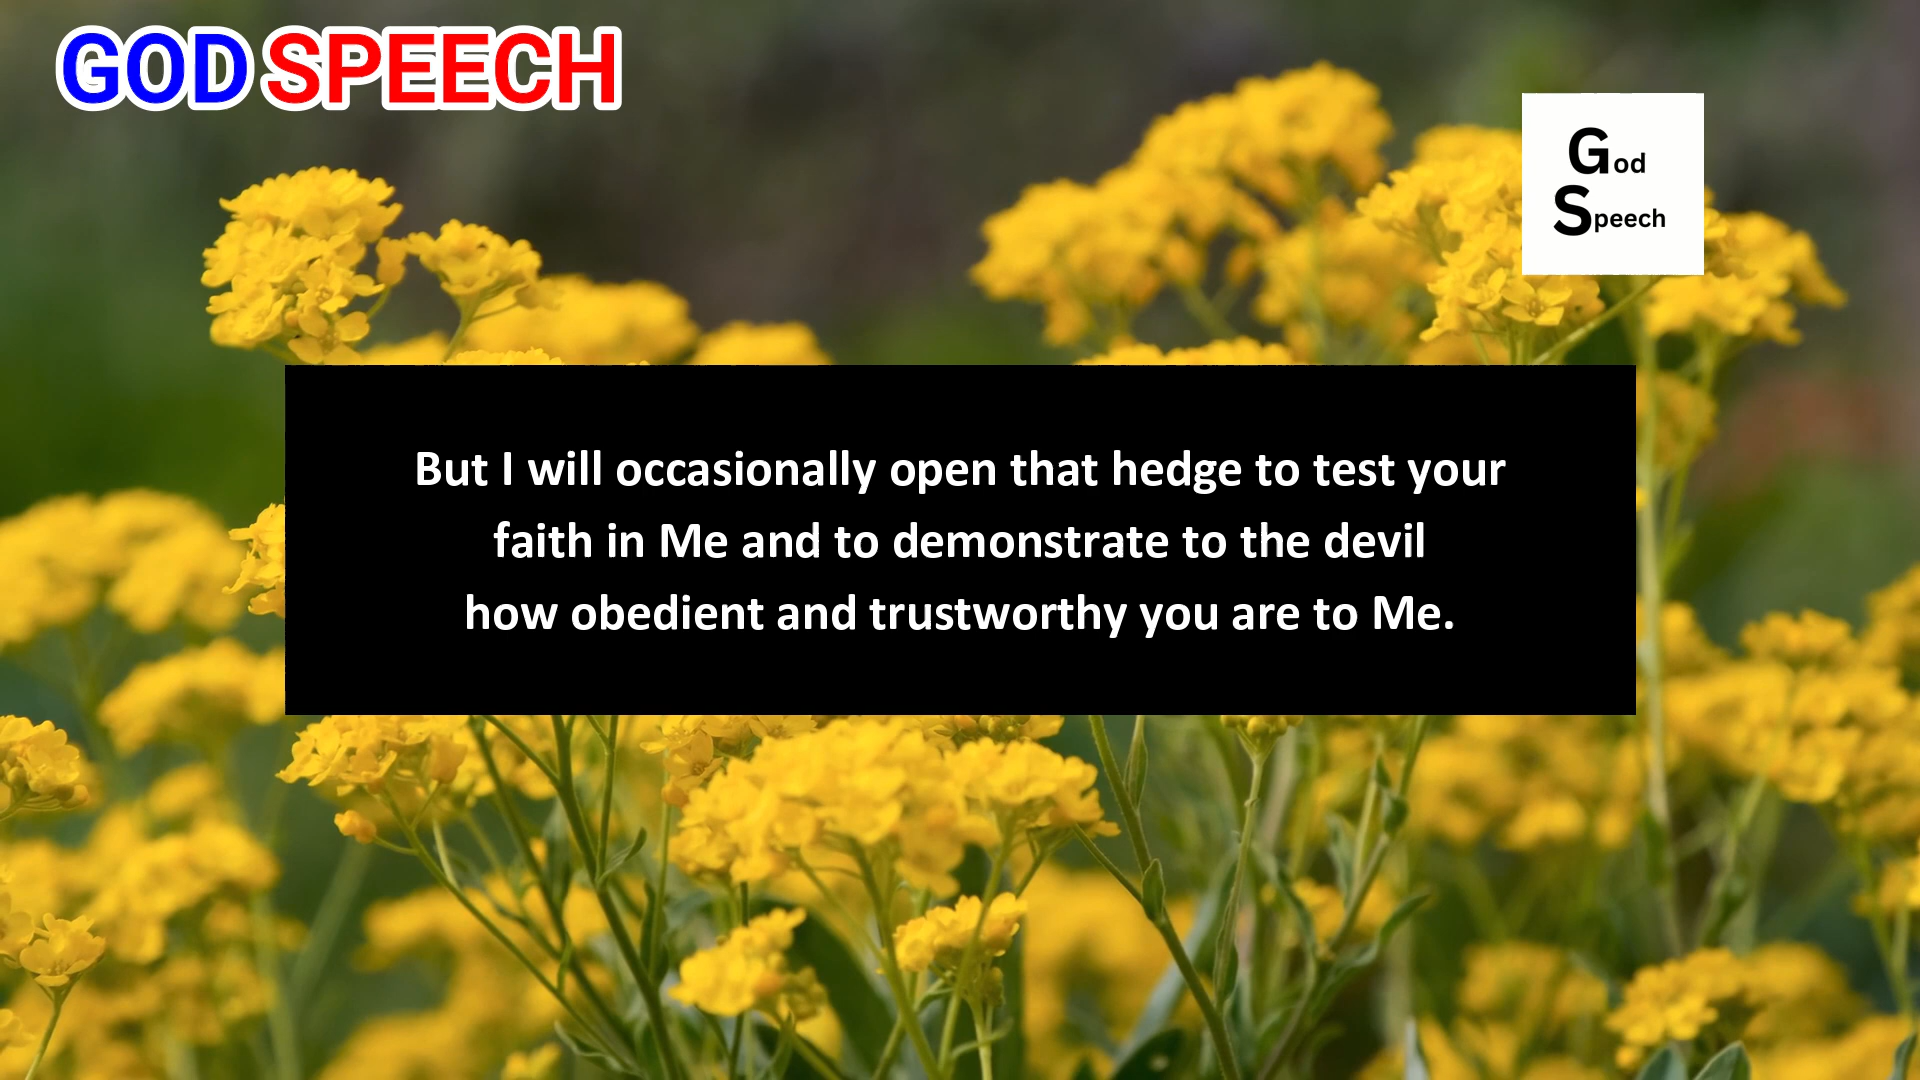 GOD SPEECH
God
Speech
But I will occasionally open that hedge to test your
faith in Me and to demonstrate to the devil
how obedient and trustworthy you are to Me.